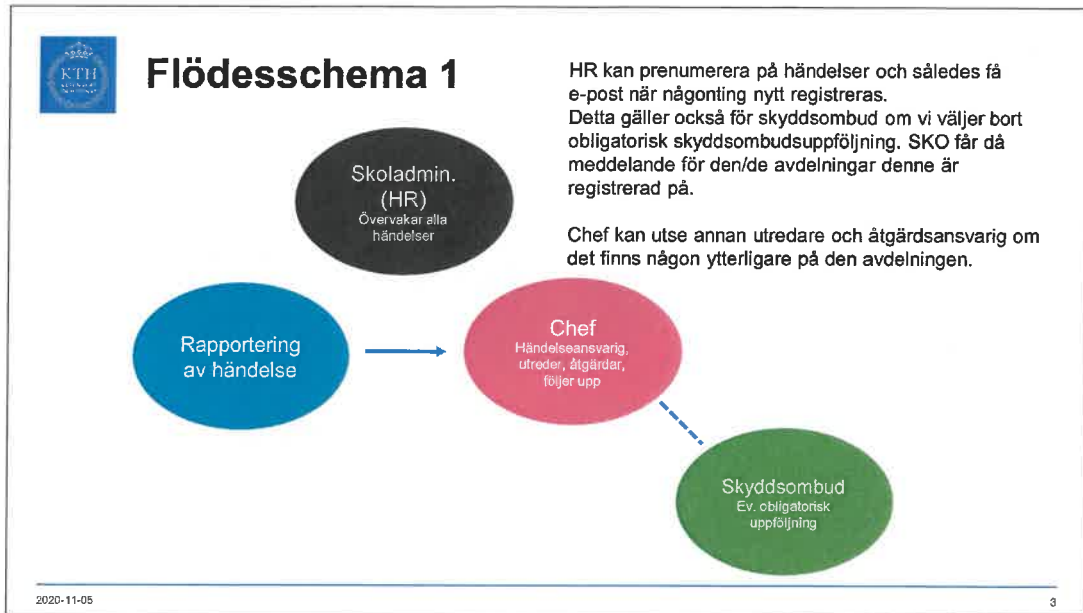 KTH
Flödesschema 1
HR kan prenumerera på händelser och således få
e-post när någonting nytt registreras.
Detta gäller också för skyddsombud om vi väljer bort
obligatorisk skyddsombudsuppföljning. SKO får då
meddelande för den/de avdelningar denne är
registrerad på.
Chef kan utse annan utredare och åtgärdsansvarig om
det finns någon ytterligare på den avdelningen.
Skoladmin.
(HR)
Övervakar alla
händelser
Rapportering
av händelse
Chef
Händelseansvarig,
utreder, åtgärdar,
följer upp
Skyddsombud
Ev. obligatorisk
uppföljning
2020-11-05
3